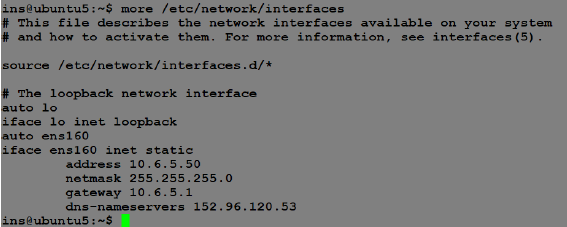 ins@ubuntu5:~$ more /etc/network/interfaces
# This file describes the network interfaces available on your system
# and how to activate them. For more information, see interfaces(5).

source /etc/network/interfaces.d/*

# The loopback network interface
auto lo
iface lo inet loopback
auto ens160
iface ens160 inet static
        address 10.6.5.50
        netmask 255.255.255.0
        gateway 10.6.5.1
        dns-nameservers 152.96.120.53
ins@ubuntu5:~$